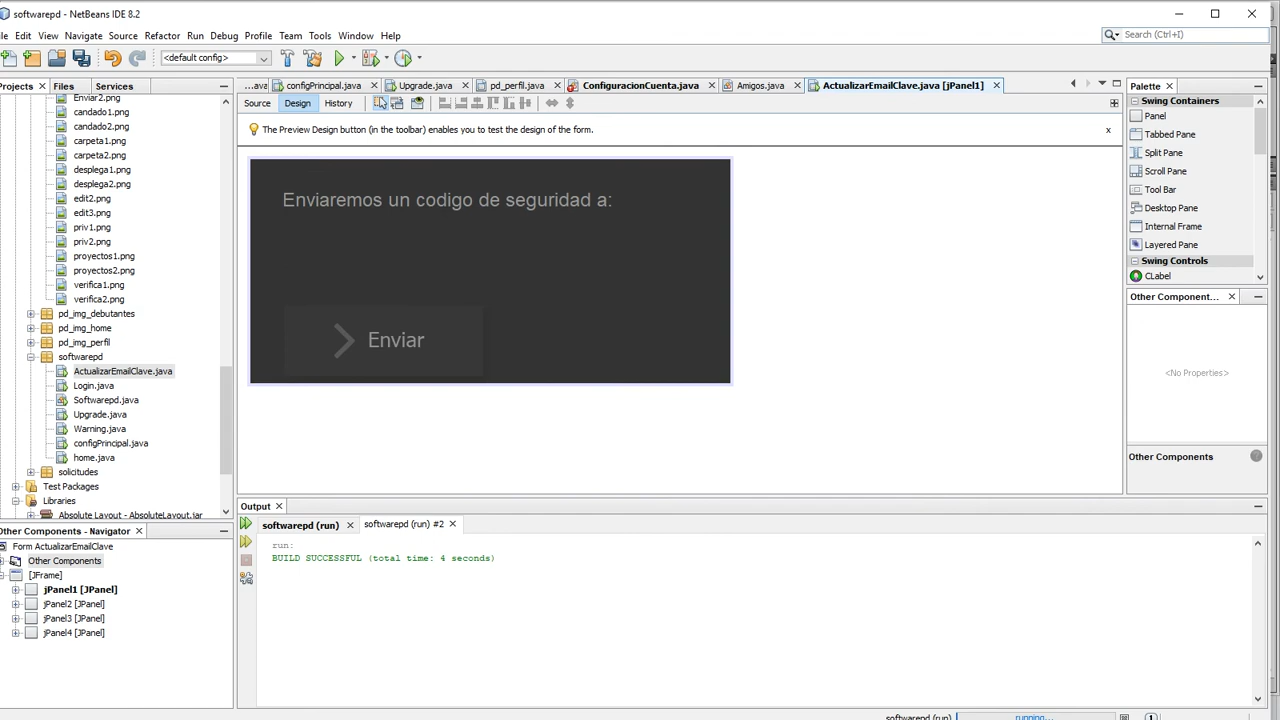 softwarepd - NetBeans IDE 8.2
Edit View Navigate Source Refactor Run Debug Profile Team Tools Window Help
Search (Ctrl+I)
<default config>
Projects Files Services
...ava configPrincipal.java Upgrade.java pd_perfil.java ConfiguracionCuenta.java Amigos.java ActualizarEmailClave.java [jPanel1]
Source Design History
The Preview Design button (in the toolbar) enables you to test the design of the form.
x
Enviar2.png
candado1.png
candado2.png
carpeta1.png
carpeta2.png
desplega1.png
desplega2.png
edit2.png
edit3.png
priv1.png
priv2.png
proyectos1.png
proyectos2.png
verifica1.png
verifica2.png
pd_img_debutantes
pd_img_home
pd_img_perfil
softwarepd
ActualizarEmailClave.java
Login.java
Softwarepd.java
Upgrade.java
Warning.java
configPrincipal.java
home.java
solicitudes
Test Packages
Libraries
Absolute Layout - AbsoluteLayout.jar
Other Components - Navigator
Form ActualizarEmailClave
Other Components
[JFrame]
jPanel1 [JPanel]
jPanel2 [JPanel]
jPanel3 [JPanel]
jPanel4 [JPanel]
Enviaremos un codigo de seguridad a:
Enviar
Output
softwarepd (run) softwarepd (run) #2
run:
BUILD SUCCESSFUL (total time: 4 seconds)
Palette
Swing Containers
Panel
Tabbed Pane
Split Pane
Scroll Pane
Tool Bar
Desktop Pane
Internal Frame
Layered Pane
Swing Controls
CLabel
Other Component...
<No Properties>
Other Components
softwarepd (run) running... 1